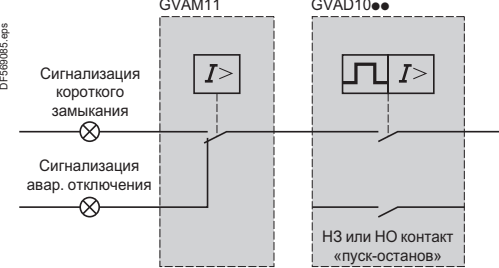 GVAM11
GVAD10●●
DF569085.eps
I>
I>
Сигнализация
короткого
замыкания
Сигнализация
авар. отключения
НЗ или НО контакт
«пуск-останов»